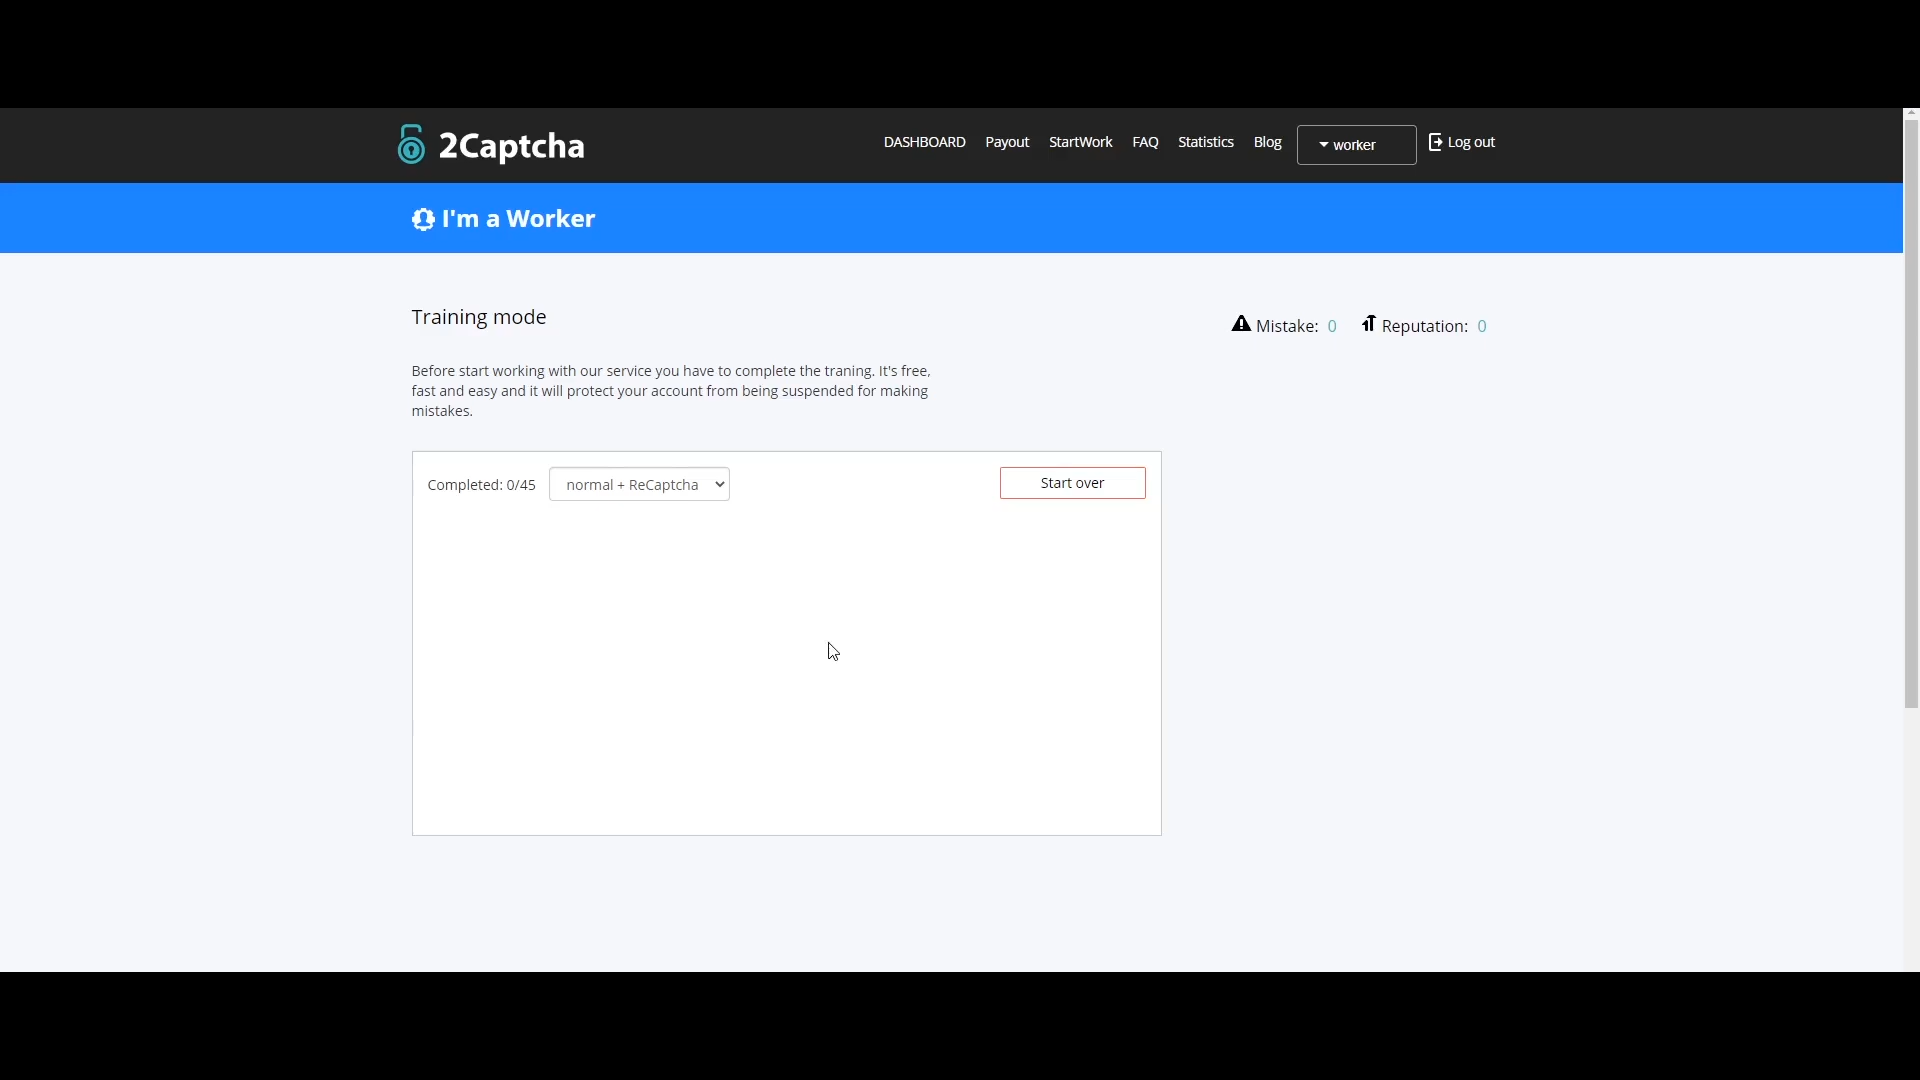 2Captcha
DASHBOARD Payout StartWork FAQ Statistics Blog worker Log out
I'm a Worker
Training mode
Mistake: 0 Reputation: 0
Before start working with our service you have to complete the traning. It's free,
fast and easy and it will protect your account from being suspended for making
mistakes.
Completed: 0/45 normal + ReCaptcha Start over